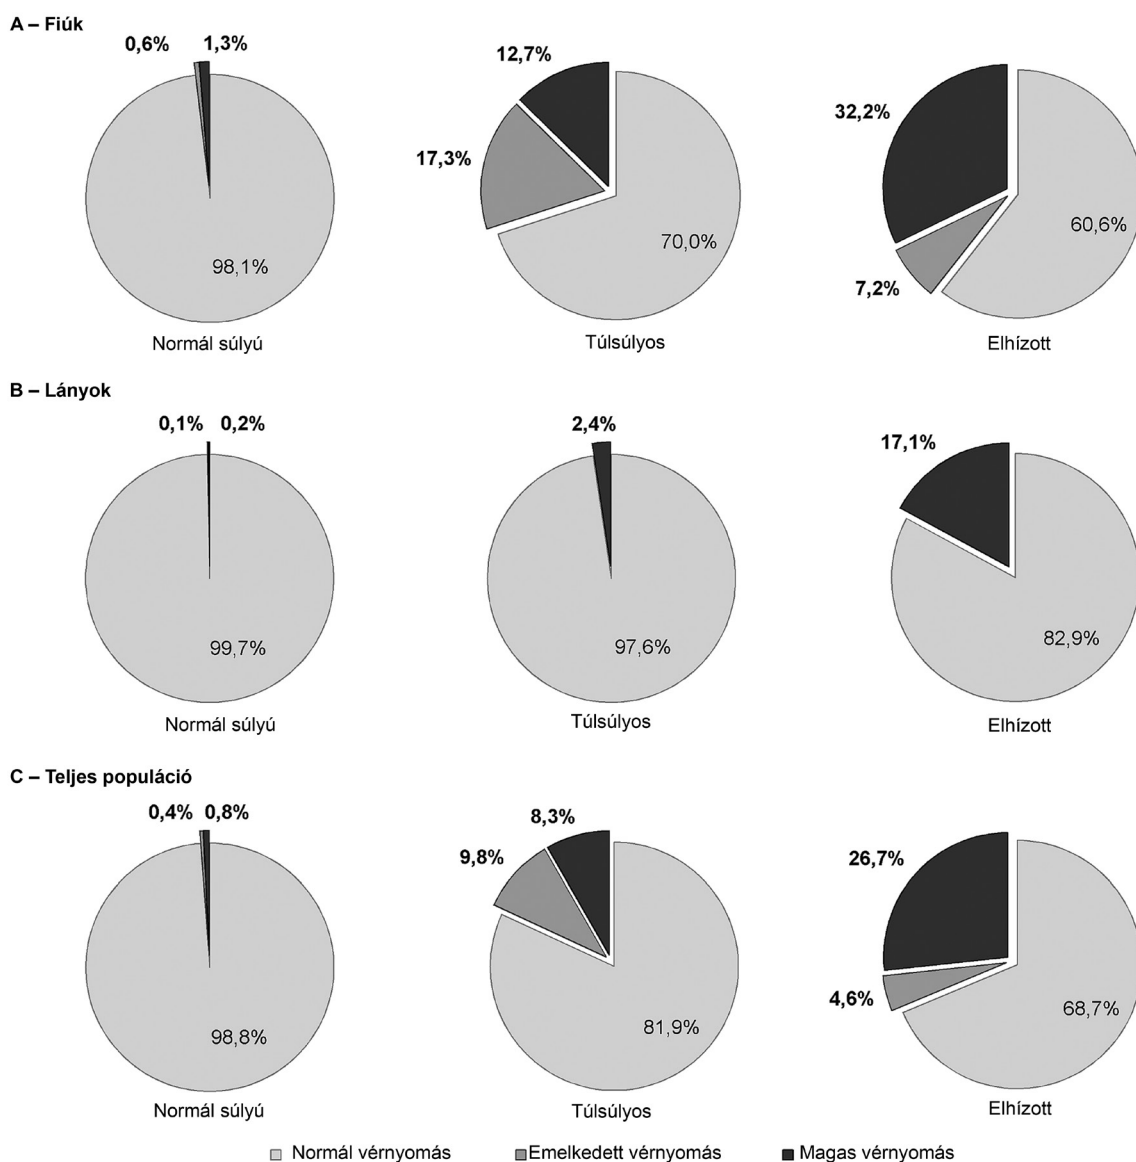 A – Fiúk
0,6% 1,3%
98,1%
Normál súlyú
12,7%
17,3%
70,0%
Túlsúlyos
32,2%
60,6%
7,2%
Elhízott
B – Lányok
0,1% 0,2%
99,7%
Normál súlyú
2,4%
97,6%
Túlsúlyos
17,1%
82,9%
Elhízott
C – Teljes populáció
0,4% 0,8%
98,8%
Normál súlyú
8,3%
9,8%
81,9%
Túlsúlyos
26,7%
4,6%
68,7%
Elhízott
Normál vérnyomás Emelkedett vérnyomás Magas vérnyomás